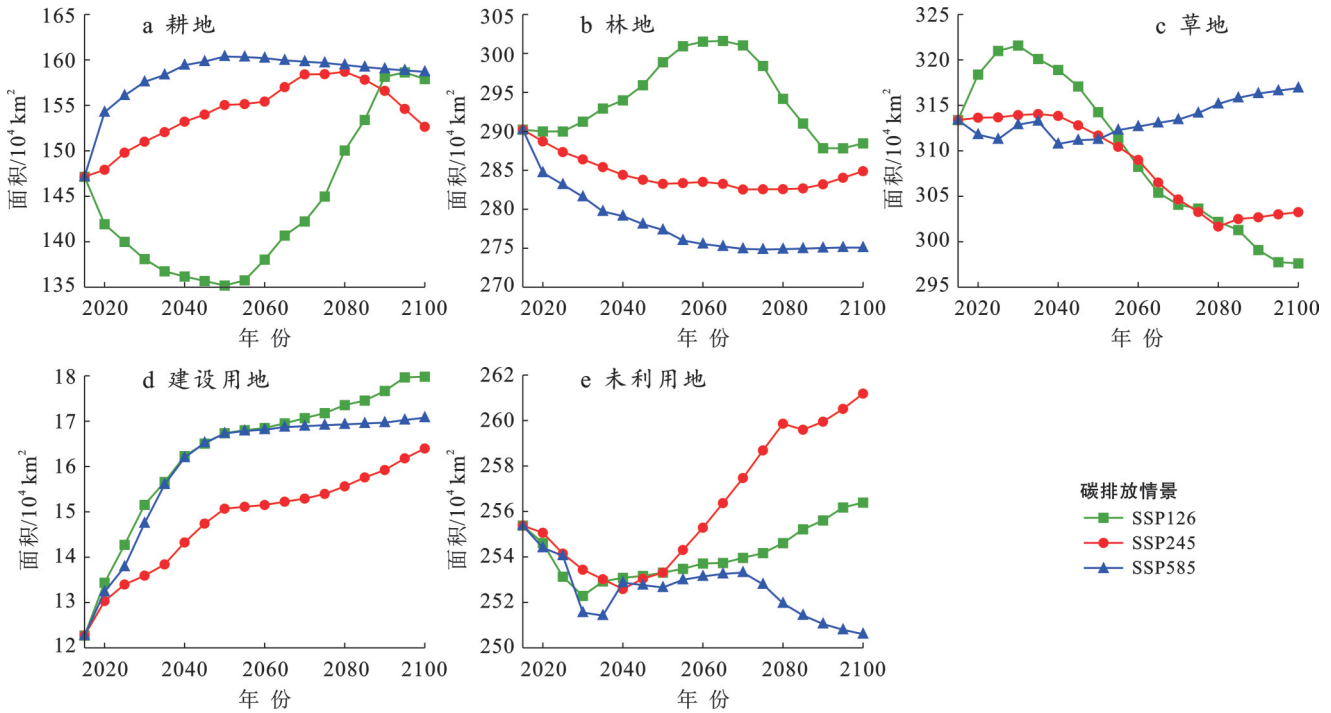 a 耕地
165
160
155
150
145
140
135
面积/10⁴ km²
2020 2040 2060 2080 2100
年 份
b 林地
305
300
295
290
285
280
275
270
面积/10⁴ km²
2020 2040 2060 2080 2100
年 份
c 草地
325
320
315
310
305
300
295
面积/10⁴ km²
2020 2040 2060 2080 2100
年 份
d 建设用地
18
17
16
15
14
13
12
面积/10⁴ km²
2020 2040 2060 2080 2100
年 份
e 未利用地
262
260
258
256
254
252
250
面积/10⁴ km²
2020 2040 2060 2080 2100
年 份
碳排放情景
SSP126
SSP245
SSP585